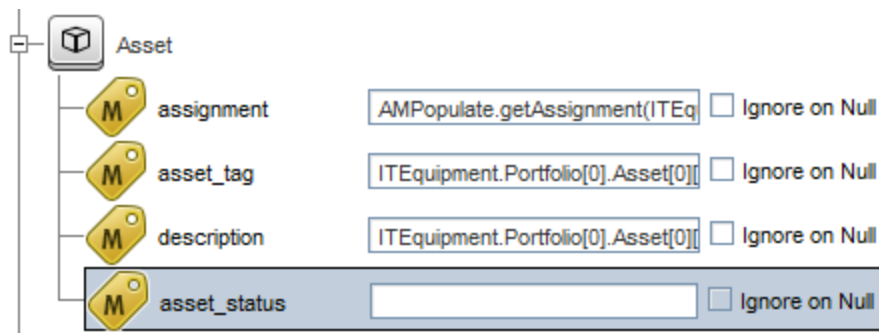 Asset
M assignment AMPopulate.getAssignment(ITEq Ignore on Null
M asset_tag ITEquipment.Portfolio[0].Asset[0][ Ignore on Null
M description ITEquipment.Portfolio[0].Asset[0][ Ignore on Null
M asset_status Ignore on Null